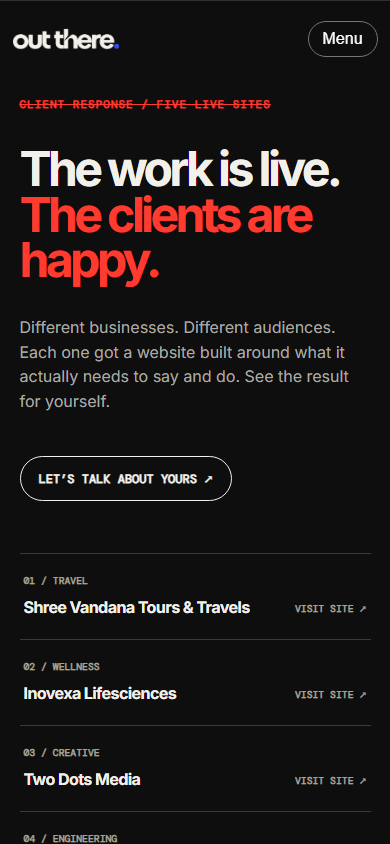 out there.
Menu
CLIENT RESPONSE / FIVE LIVE SITES
The work is live.
The clients are
happy.
Different businesses. Different audiences.
Each one got a website built around what it
actually needs to say and do. See the result
for yourself.
LET’S TALK ABOUT YOURS ↗
01 / TRAVEL
Shree Vandana Tours & Travels VISIT SITE ↗
02 / WELLNESS
Inovexa Lifesciences VISIT SITE ↗
03 / CREATIVE
Two Dots Media VISIT SITE ↗
04 / ENGINEERING